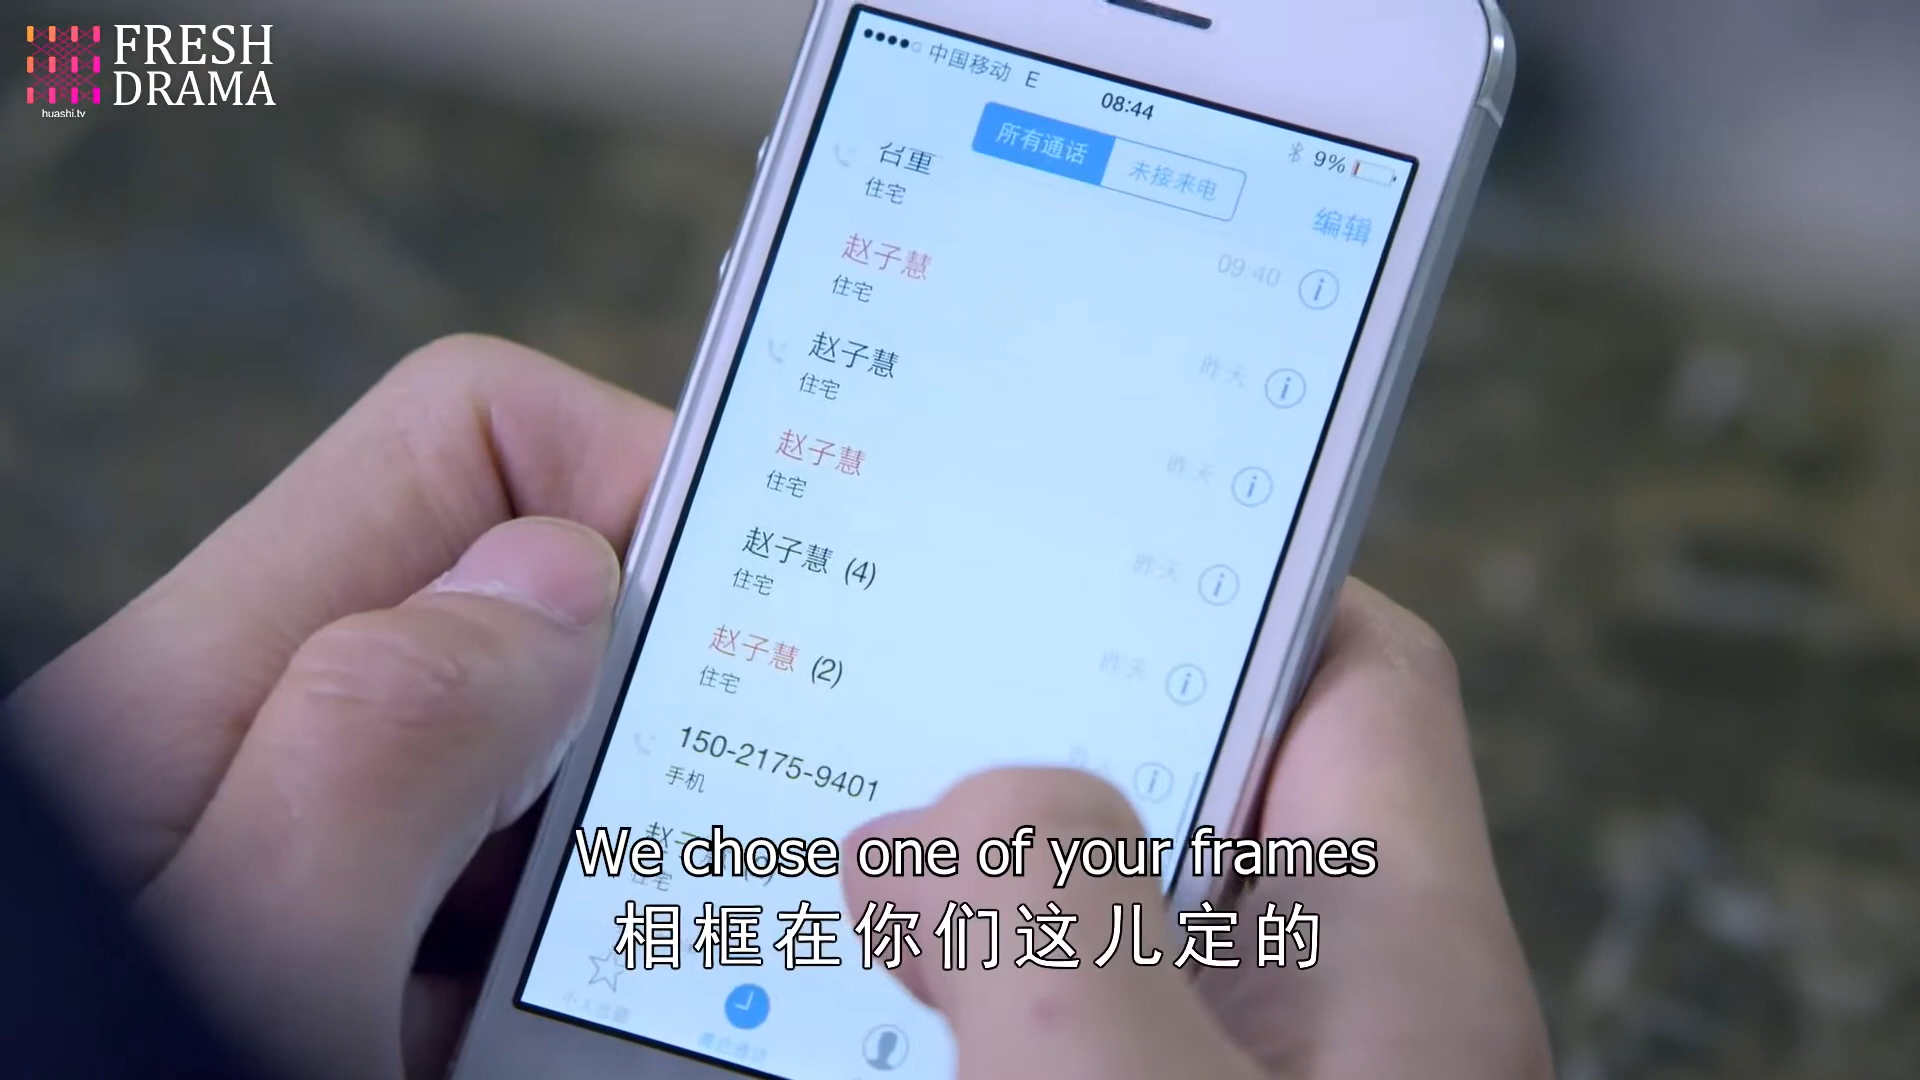 FRESH
DRAMA
huashi.tv
中国移动 E
08:44
9%
所有通话 未接来电
编辑
住宅
赵子慧
09:40
住宅
赵子慧
昨天
住宅
赵子慧
昨天
住宅
赵子慧 (4)
昨天
住宅
赵子慧 (2)
昨天
住宅
150-2175-9401
手机
We chose one of your frames
相框在你们这儿定的